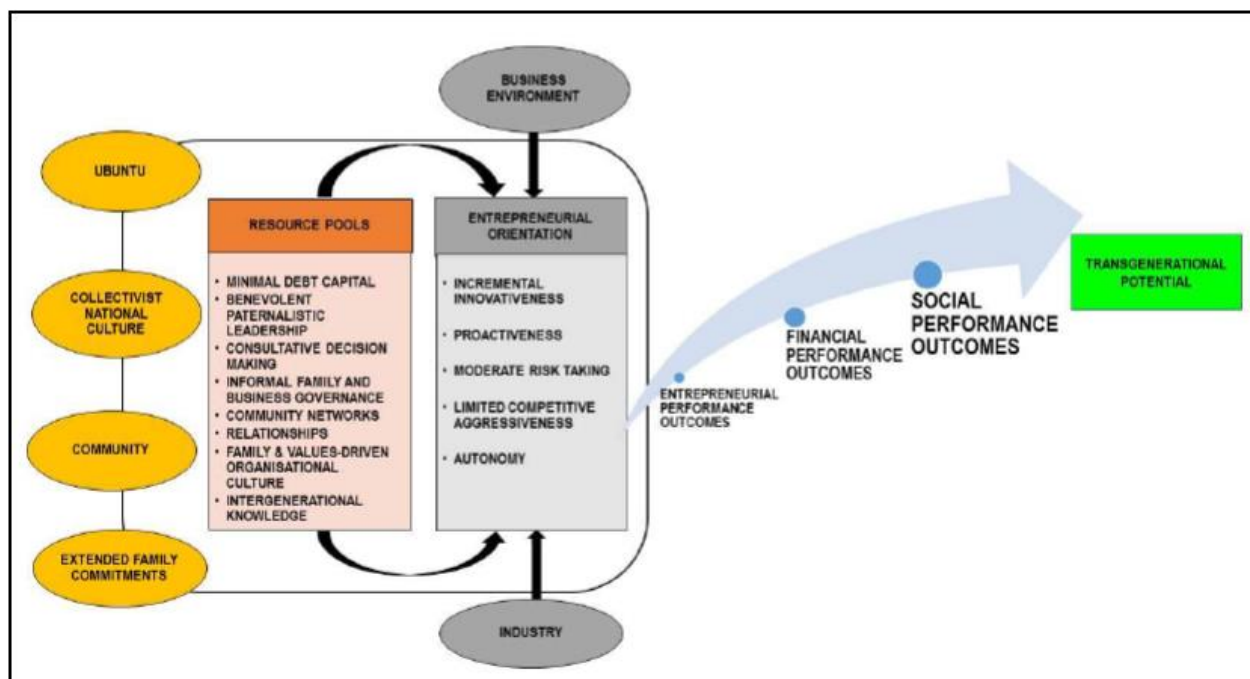 BUSINESS
ENVIRONMENT
UBUNTU
COLLECTIVIST
NATIONAL
CULTURE
COMMUNITY
EXTENDED FAMILY
COMMITMENTS
RESOURCE POOLS
• MINIMAL DEBT CAPITAL
• BENEVOLENT
PATERNALISTIC
LEADERSHIP
• CONSULTATIVE DECISION
MAKING
• INFORMAL FAMILY AND
BUSINESS GOVERNANCE
• COMMUNITY NETWORKS
• RELATIONSHIPS
• FAMILY & VALUES-DRIVEN
ORGANISATIONAL
CULTURE
• INTERGENERATIONAL
KNOWLEDGE
ENTREPRENEURIAL
ORIENTATION
• INCREMENTAL
INNOVATIVENESS
• PROACTIVENESS
• MODERATE RISK TAKING
• LIMITED COMPETITIVE
AGGRESSIVENESS
• AUTONOMY
INDUSTRY
ENTREPRENEURIAL
PERFORMANCE
OUTCOMES
FINANCIAL
PERFORMANCE
OUTCOMES
SOCIAL
PERFORMANCE
OUTCOMES
TRANSGENERATIONAL
POTENTIAL